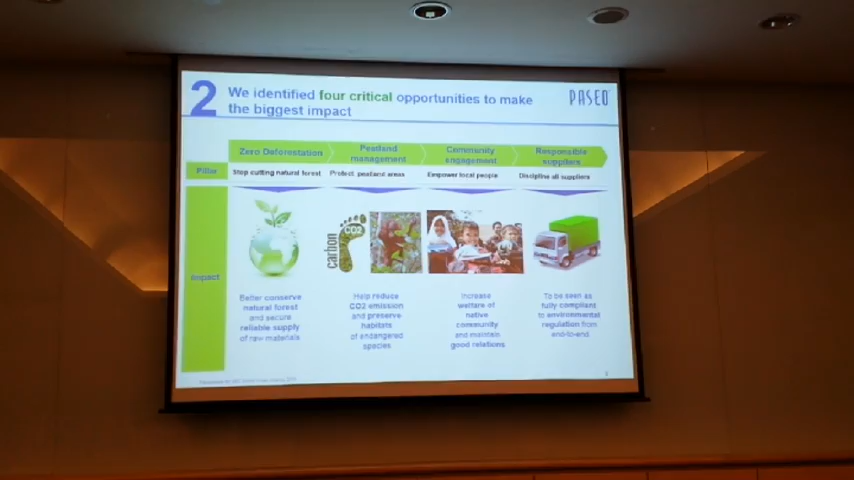 2
We identified four critical opportunities to make
the biggest impact
PASEO
Zero Deforestation
Peatland
management
Community
engagement
Responsible
suppliers
Pillar
Stop cutting natural forest
Protect peatland areas
Empower local people
Discipline all suppliers
carbon
CO2
Impact
Better conserve
natural forest
and secure
reliable supply
of raw materials
Help reduce
CO2 emission
and preserve
habitats
of endangered
species
Increase
welfare of
native
community
and maintain
good relations
To be seen as
fully compliant
to environmental
regulation from
end-to-end